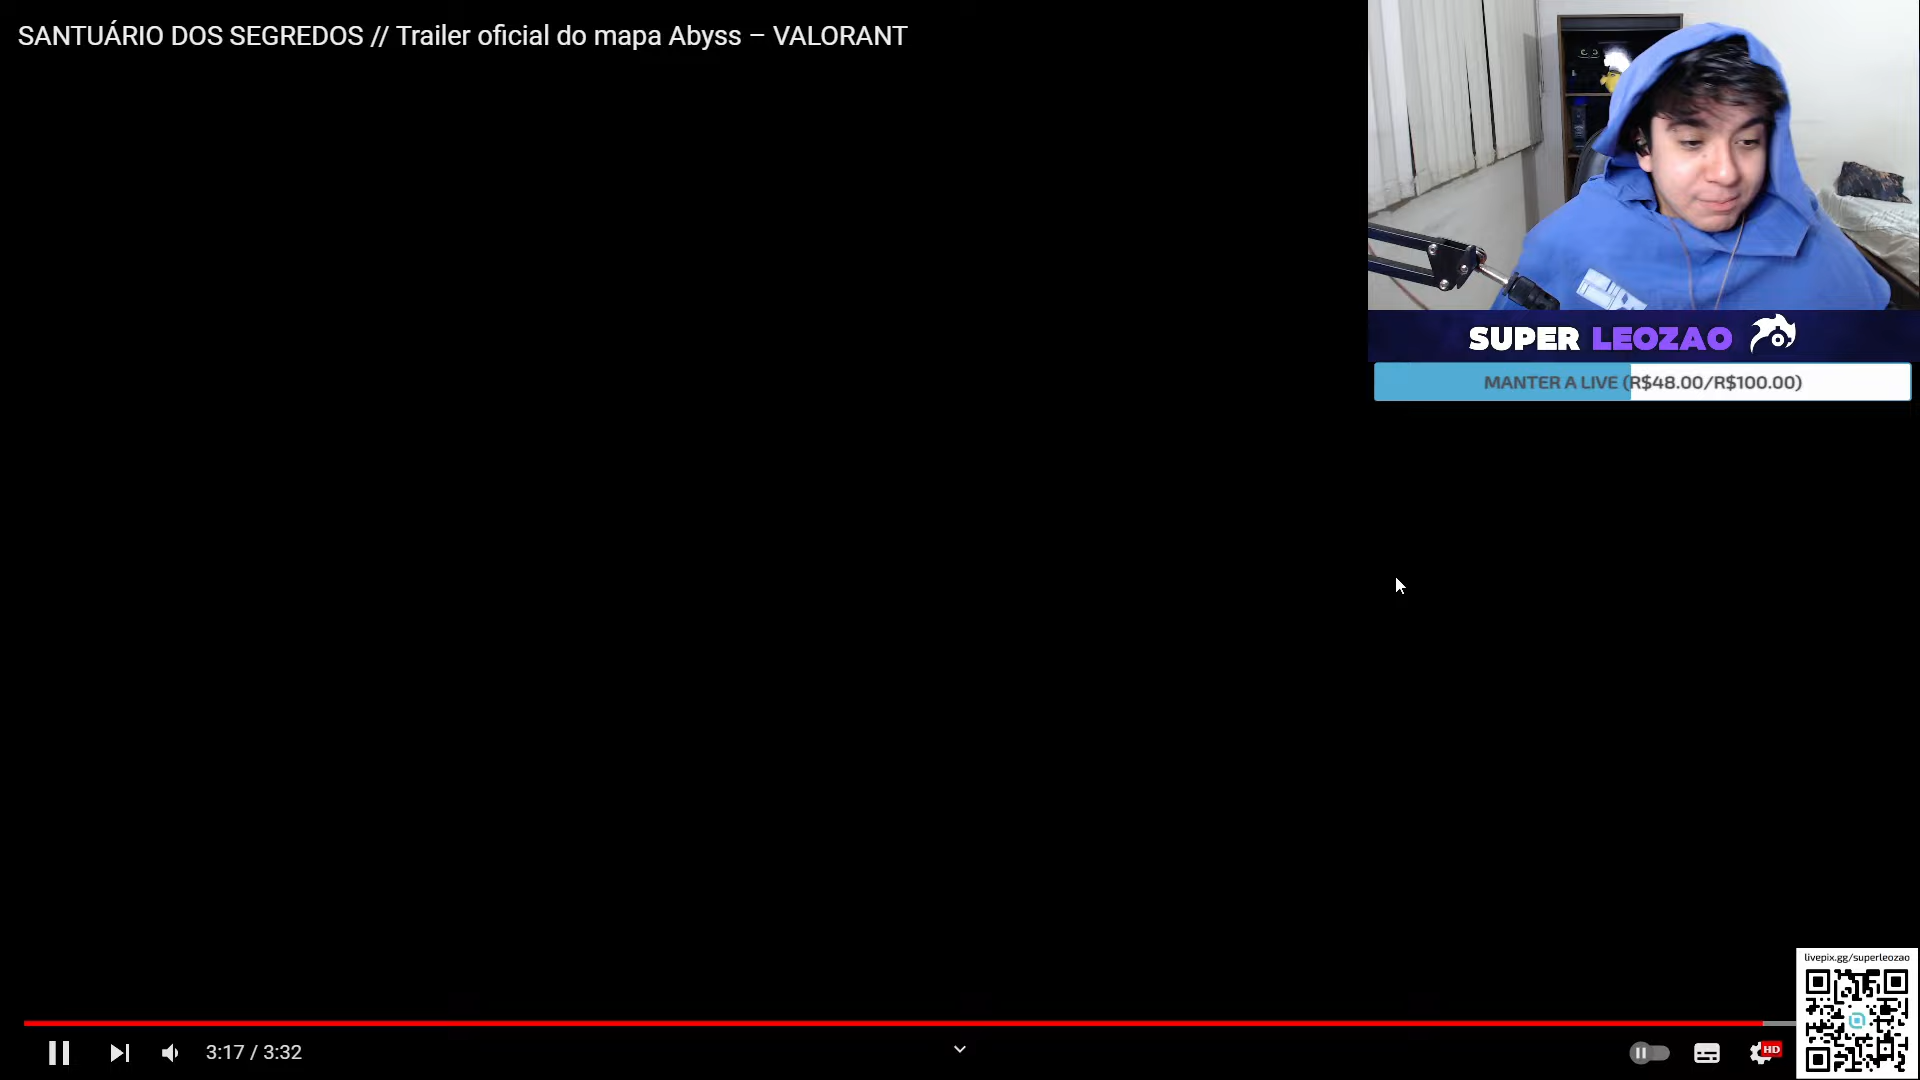 SANTUÁRIO DOS SEGREDOS // Trailer oficial do mapa Abyss – VALORANT
SUPER LEOZAO
MANTER A LIVE (R$48.00/R$100.00)
livepix.gg/superleozao
3:17 / 3:32
HD